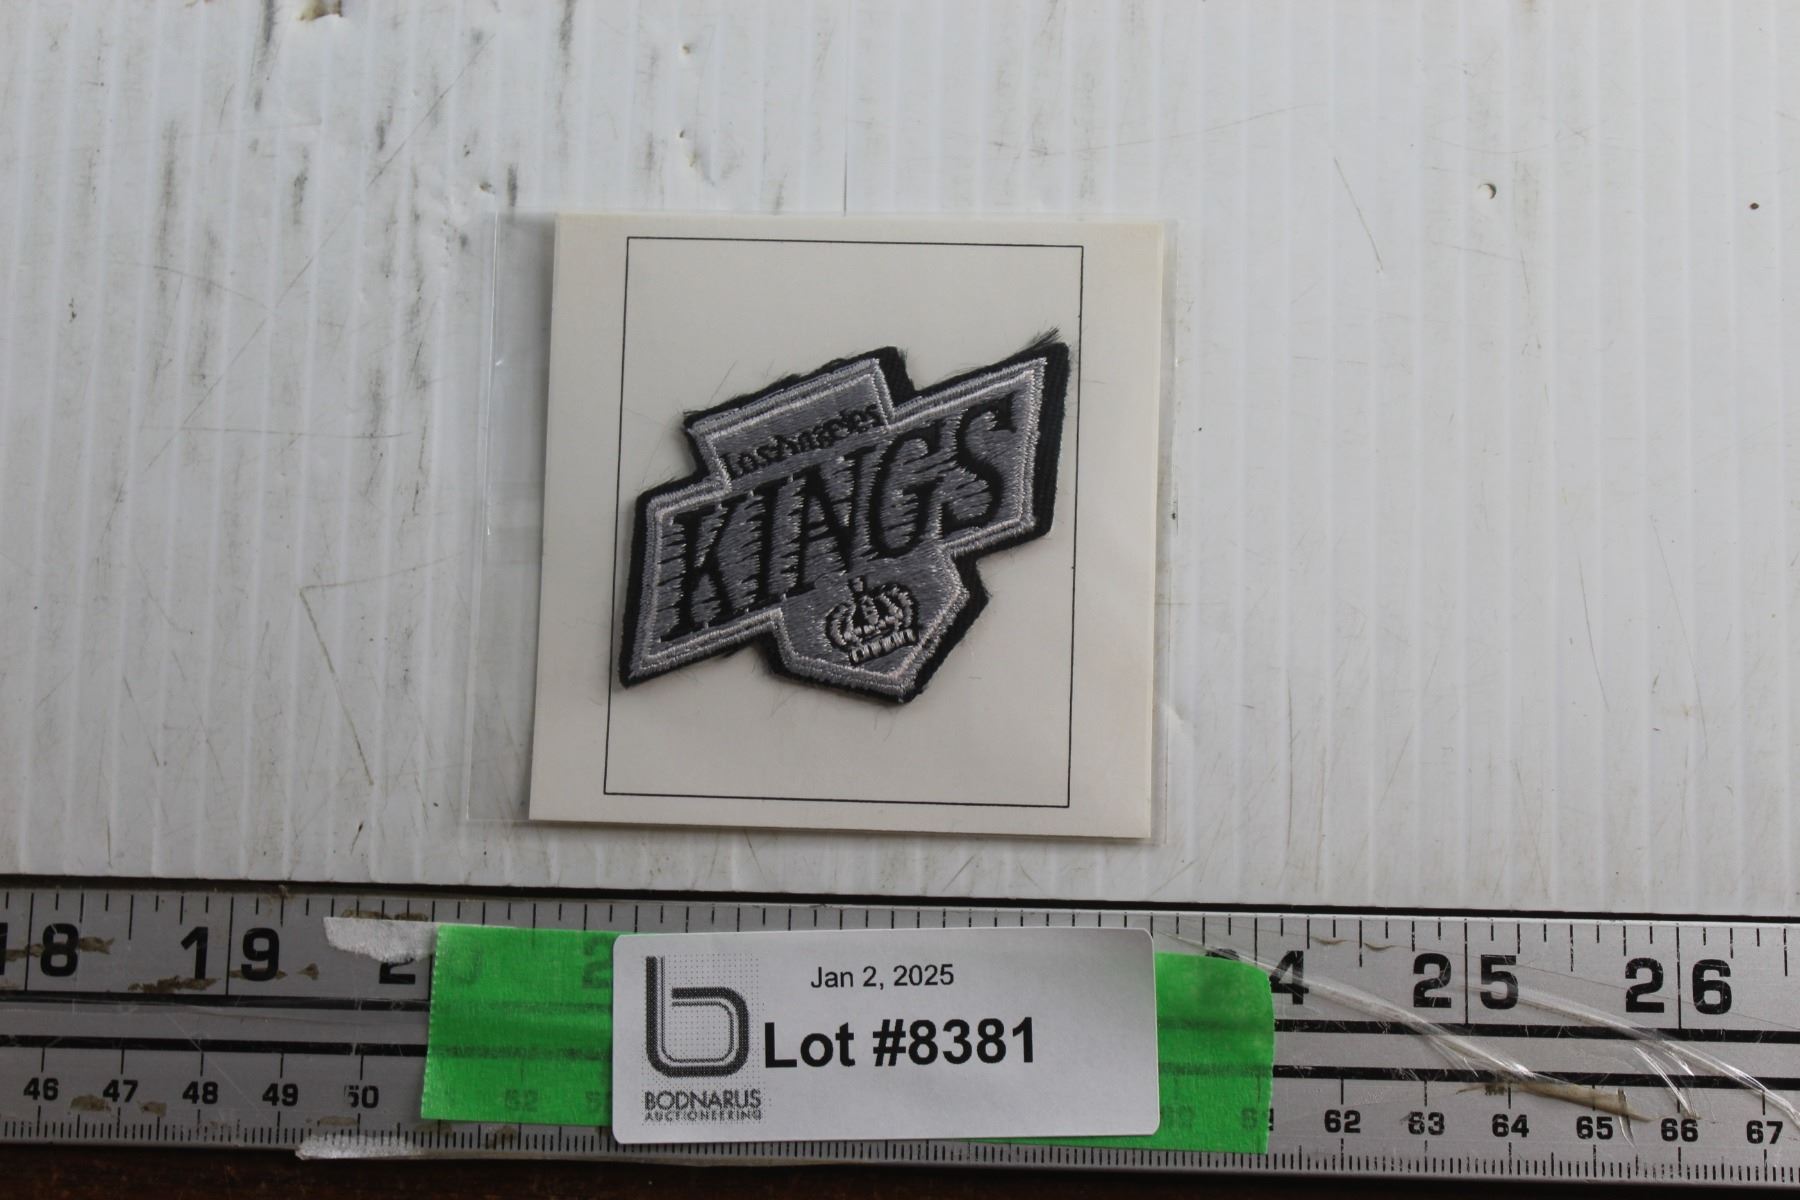 Los Angeles
KINGS
18 19 2 24 25 26
Jan 2, 2025
Lot #8381
BODNARUS
AUCTIONEERING
46 47 48 49 50 52 62 63 64 65 66 67